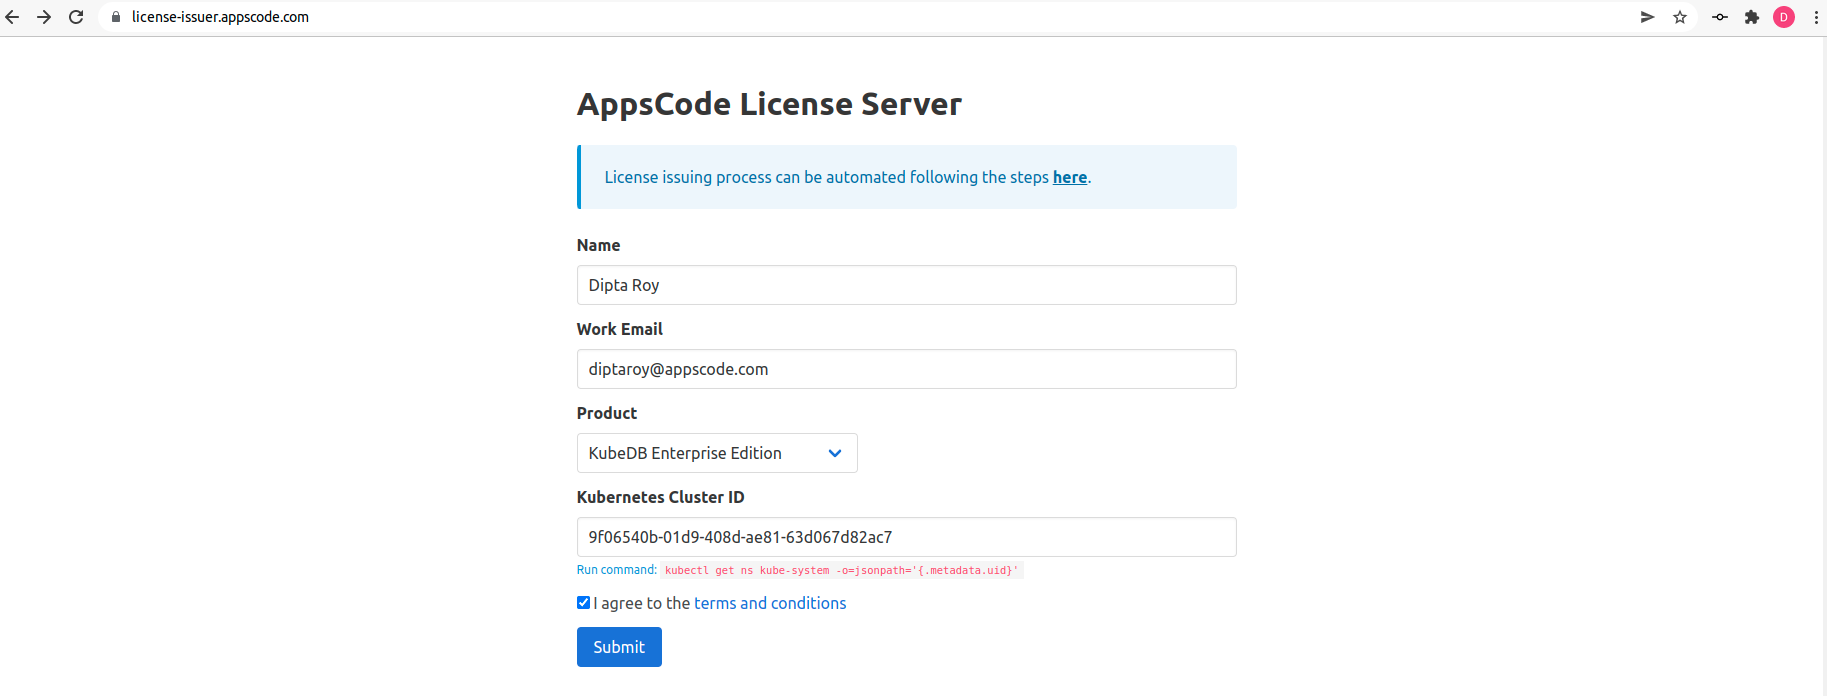 license-issuer.appscode.com
D
AppsCode License Server
License issuing process can be automated following the steps here.
Name
Dipta Roy
Work Email
diptaroy@appscode.com
Product
KubeDB Enterprise Edition
Kubernetes Cluster ID
9f06540b-01d9-408d-ae81-63d067d82ac7
Run command: kubectl get ns kube-system -o=jsonpath='{.metadata.uid}'
I agree to the terms and conditions
Submit